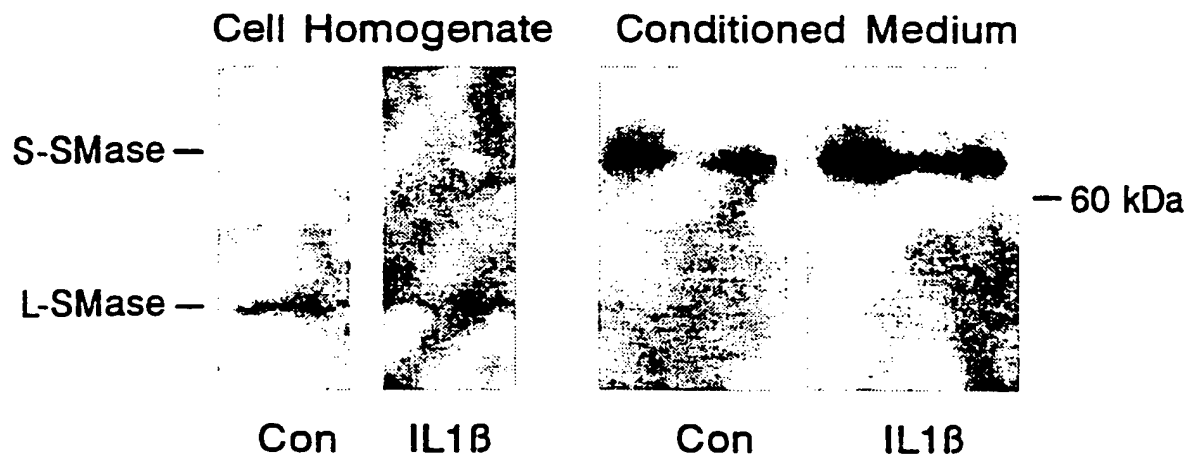 Cell Homogenate
Conditioned Medium
S-SMase
60 kDa
L-SMase
Con
IL1ß
Con
IL1ß